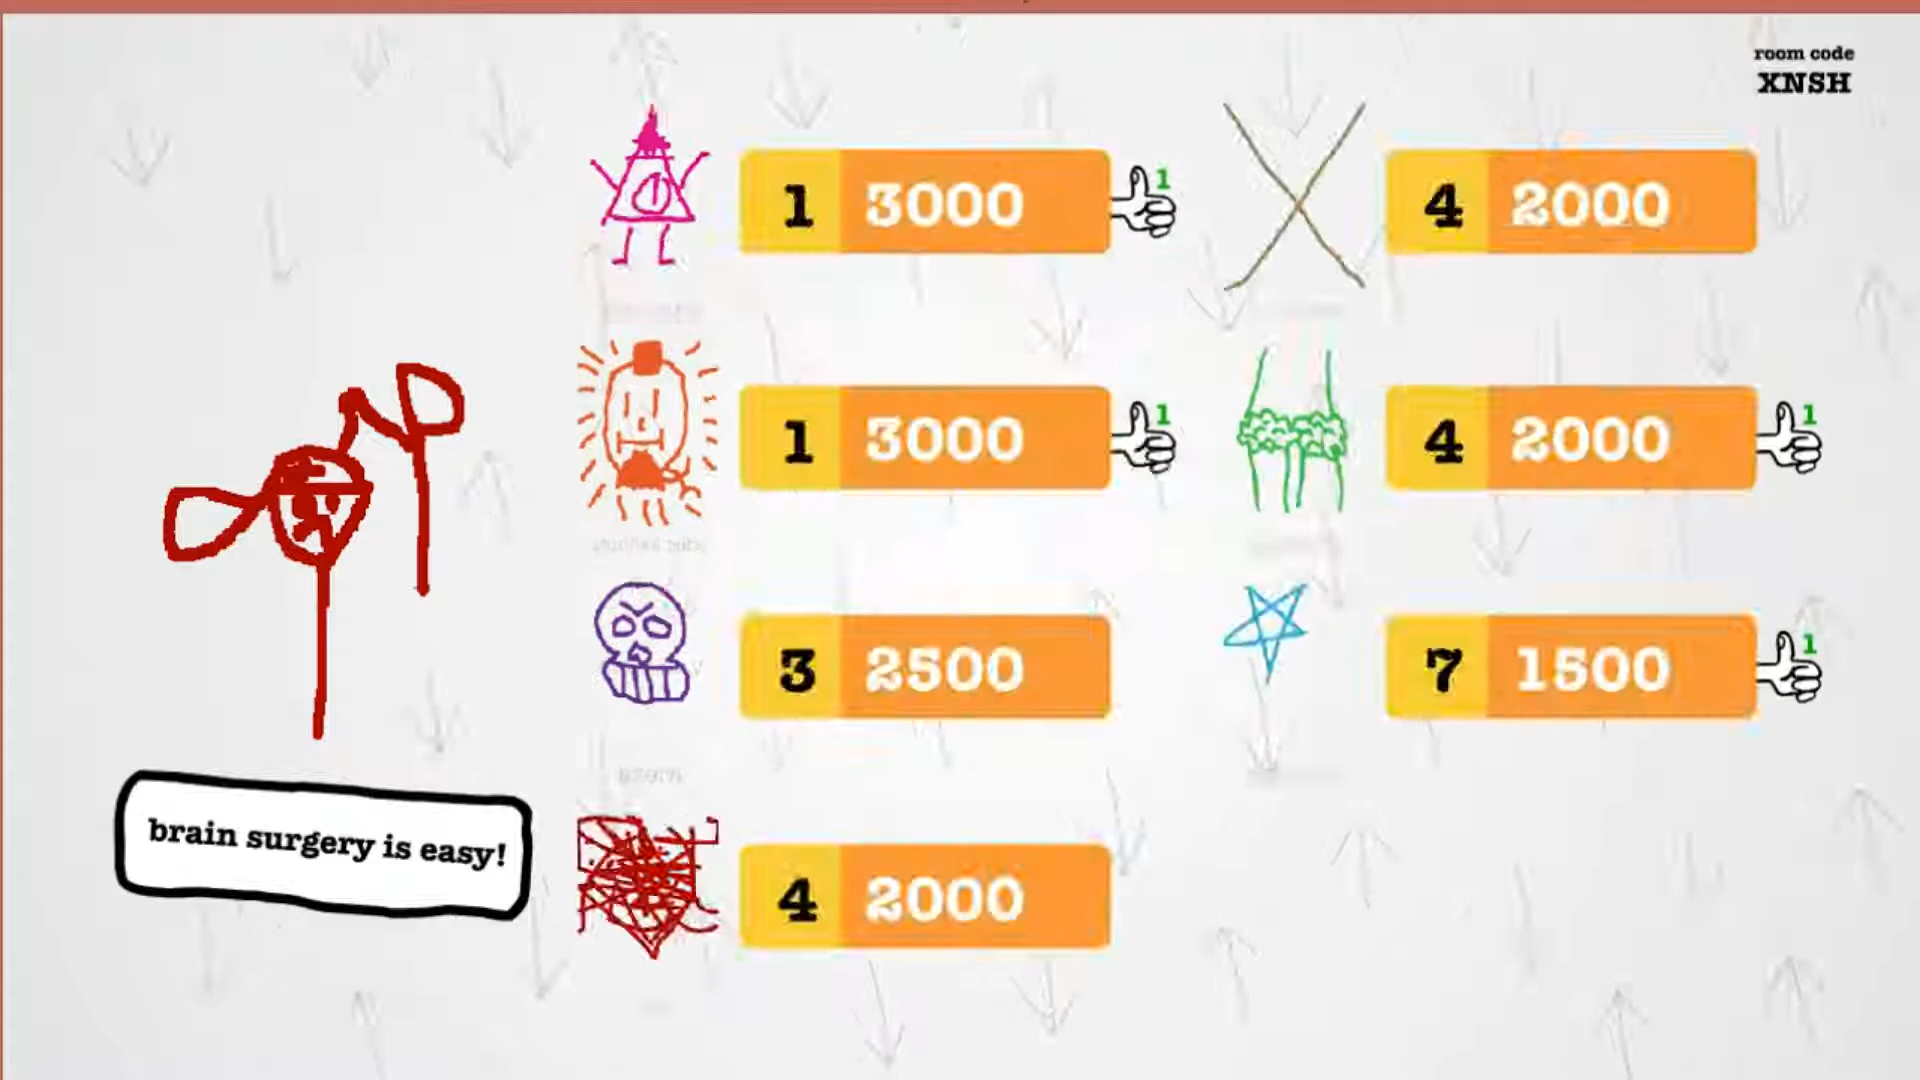 room code
XNSH
1 3000 1
4 2000
1 3000 1
4 2000 1
3 2500
7 1500 1
brain surgery is easy!
4 2000